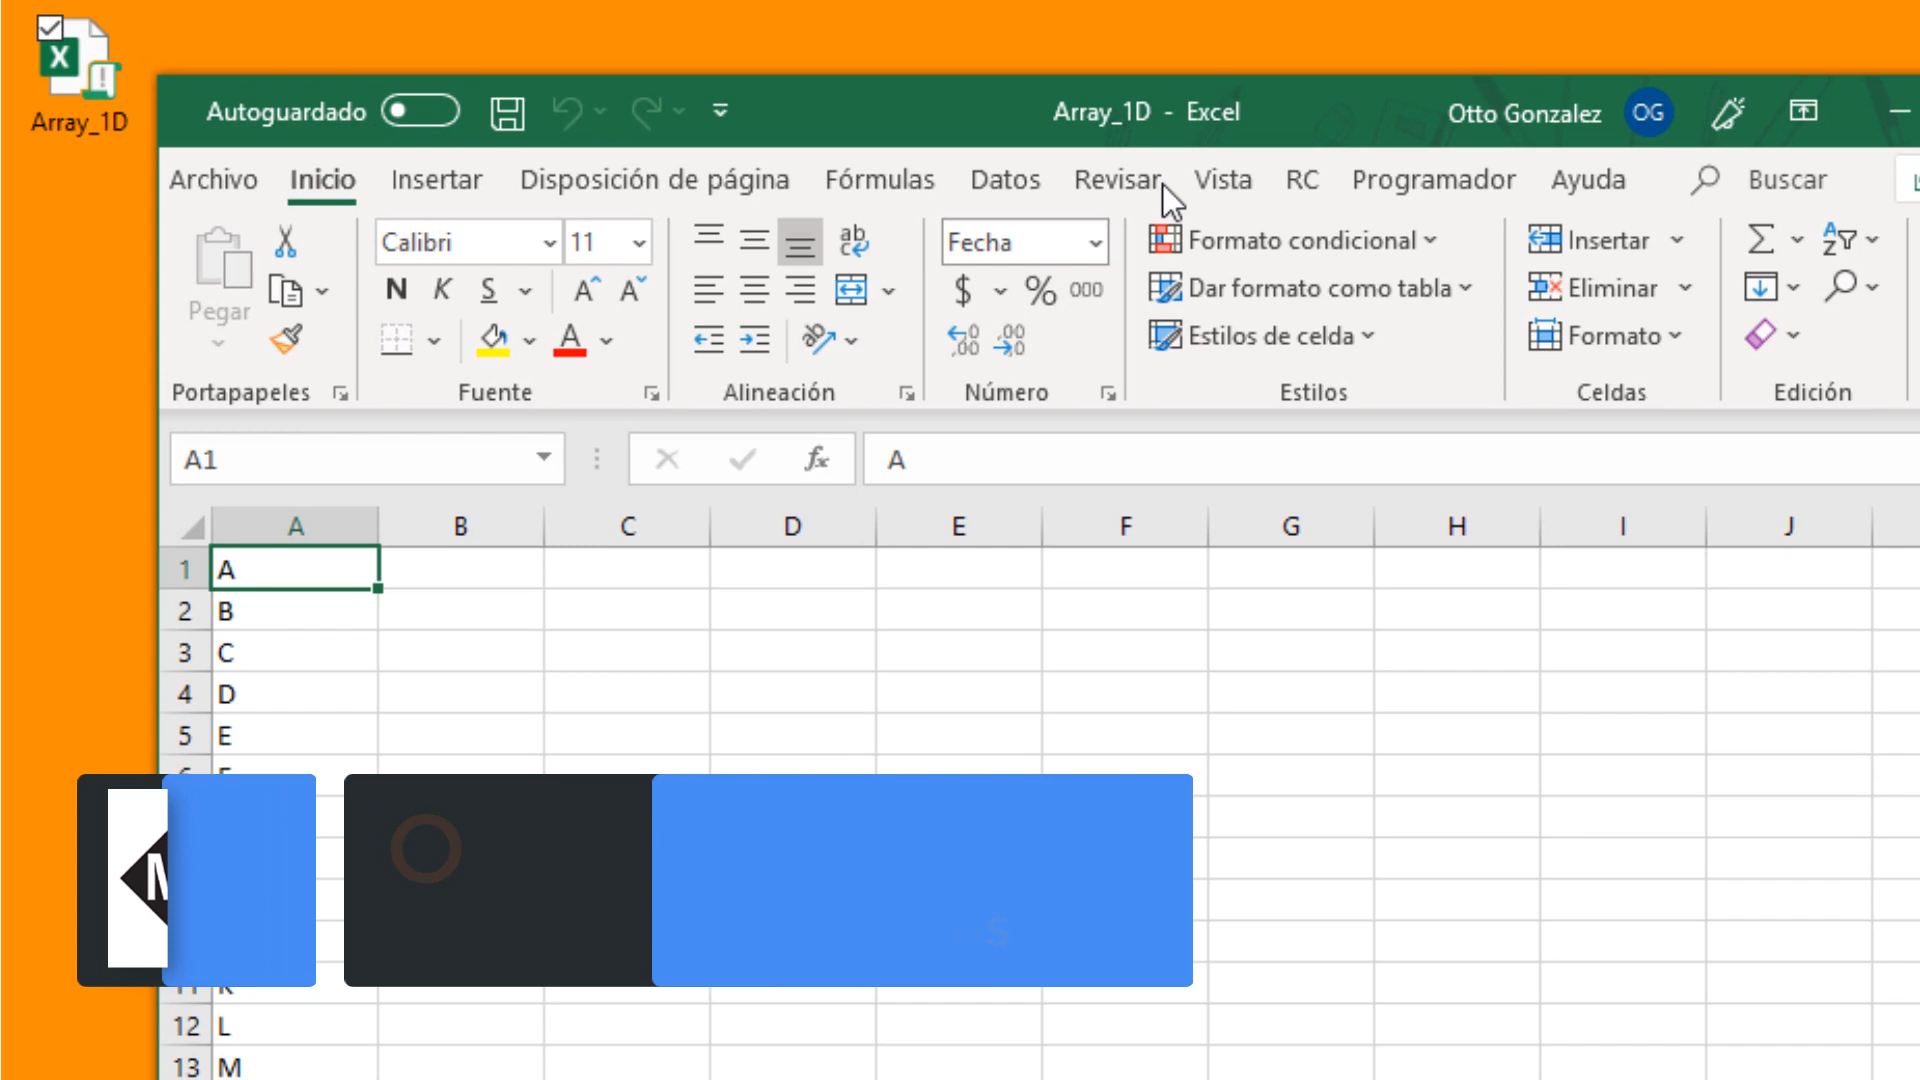 Array_1D
Autoguardado
Array_1D - Excel
Otto Gonzalez OG
Archivo Inicio Insertar Disposición de página Fórmulas Datos Revisar Vista RC Programador Ayuda Buscar
Pegar
Portapapeles
Calibri 11
N K S A A
A
Fuente
ab
c
Alineación
Fecha
$ % 000
Número
Formato condicional
Dar formato como tabla
Estilos de celda
Estilos
Insertar
Eliminar
Formato
Celdas
Edición
A1 fx A
A B C D E F G H I J
1 A
2 B
3 C
4 D
5 E
S
12 L
13 M